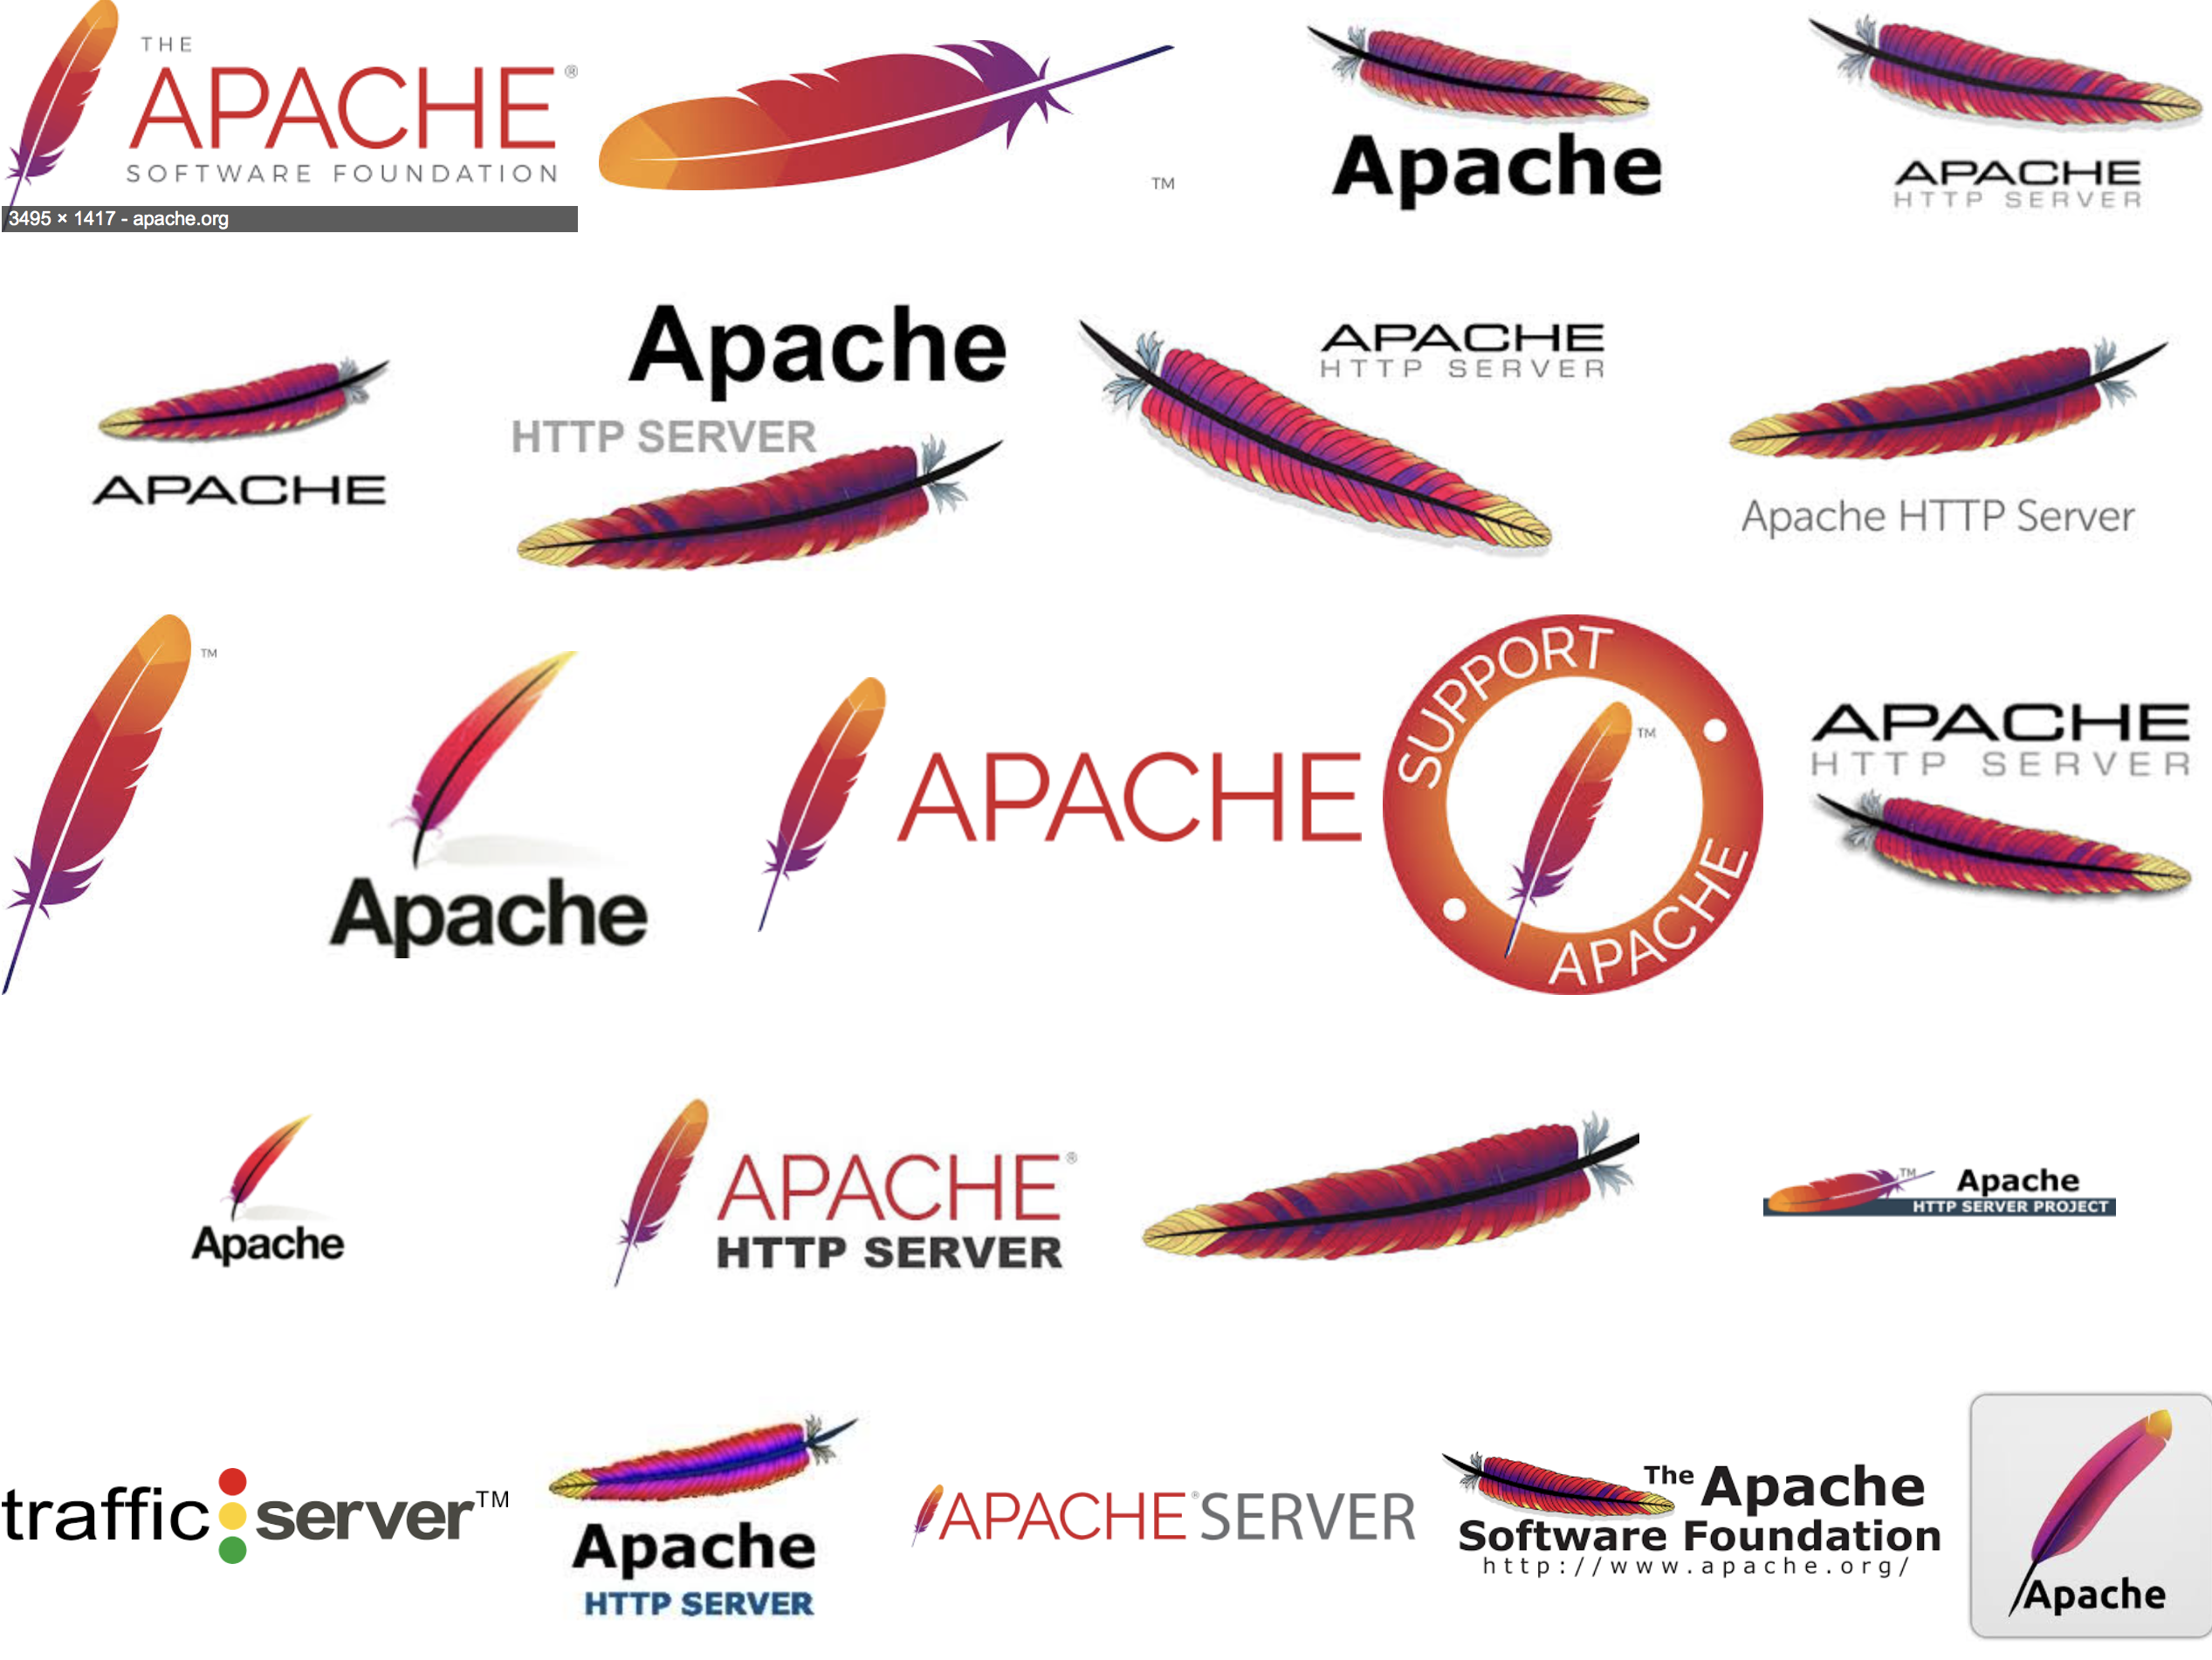 THE
APACHE®
SOFTWARE FOUNDATION
3495 × 1417 - apache.org
TM
Apache
APACHE
HTTP SERVER
APACHE
Apache
HTTP SERVER
APACHE
HTTP SERVER
Apache HTTP Server
TM
Apache
APACHE
SUPPORT
TM
APACHE
APACHE
HTTP SERVER
Apache
APACHE®
HTTP SERVER
TM
Apache
HTTP SERVER PROJECT
traffic server™
Apache
HTTP SERVER
APACHE® SERVER
The Apache
Software Foundation
http://www.apache.org/
Apache